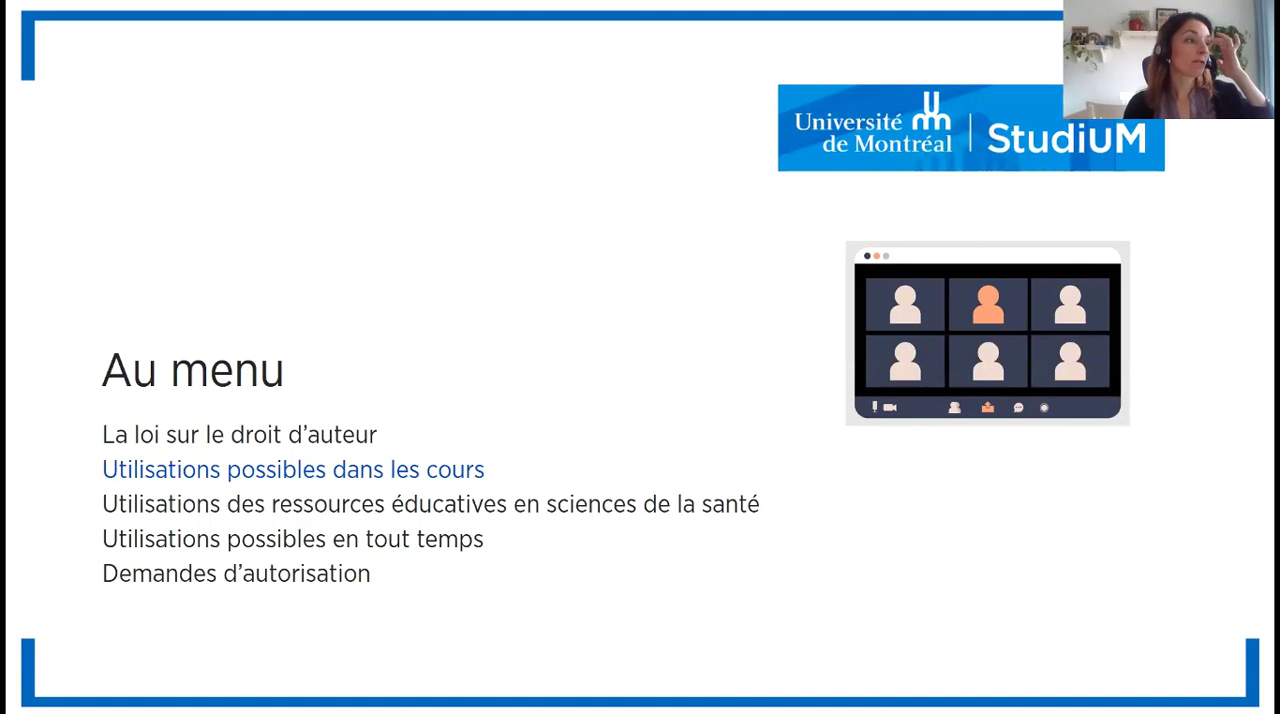 Université
de Montréal
StudiUM
Au menu
La loi sur le droit d’auteur
Utilisations possibles dans les cours
Utilisations des ressources éducatives en sciences de la santé
Utilisations possibles en tout temps
Demandes d’autorisation